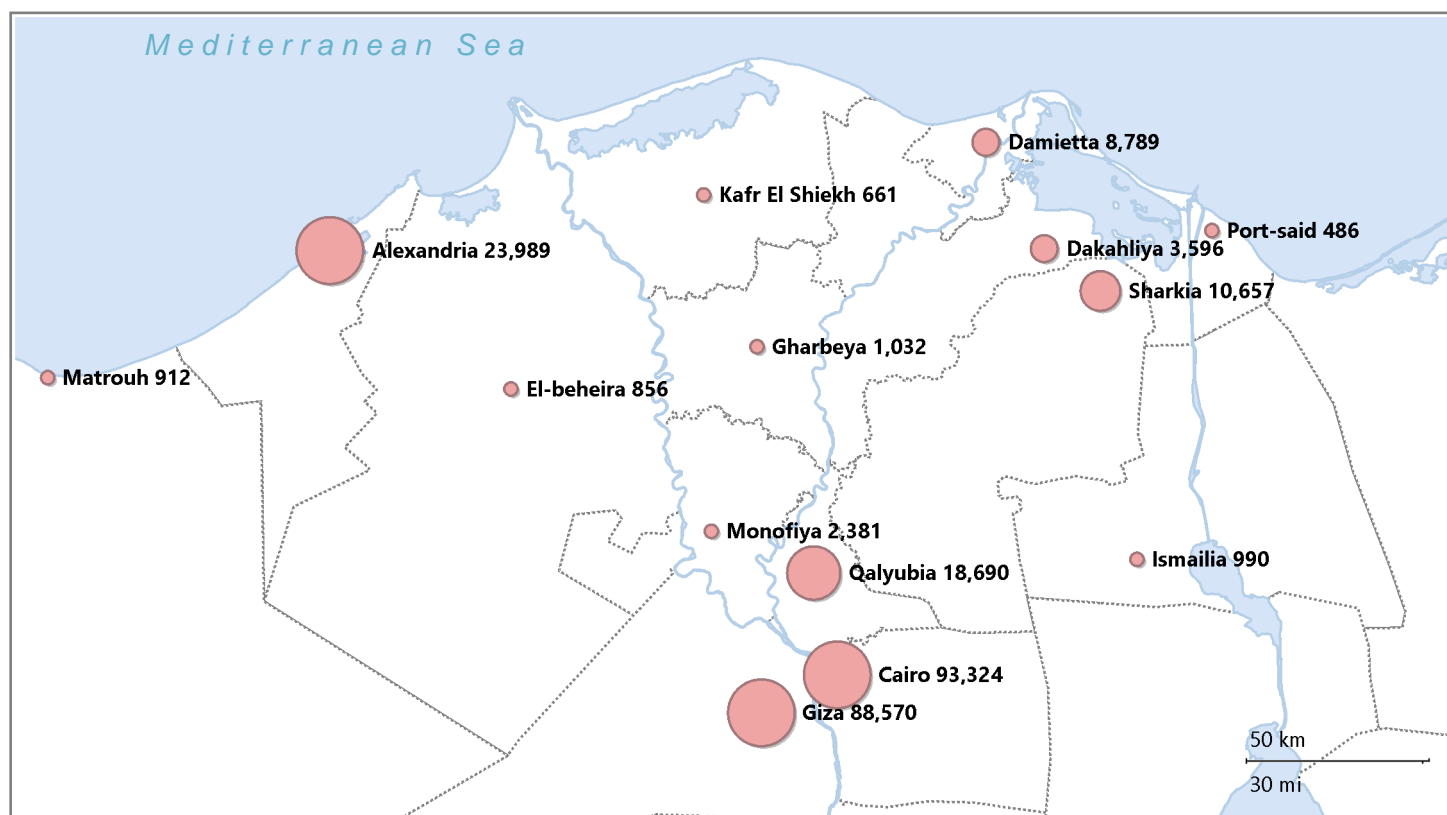 Mediterranean Sea
Damietta 8,789
Kafr El Shiekh 661
Port-said 486
Alexandria 23,989
Dakahliya 3,596
Sharkia 10,657
Gharbeya 1,032
Matrouh 912
El-beheira 856
Monofiya 2,381
Ismailia 990
Qalyubia 18,690
Cairo 93,324
Giza 88,570
50 km
30 mi